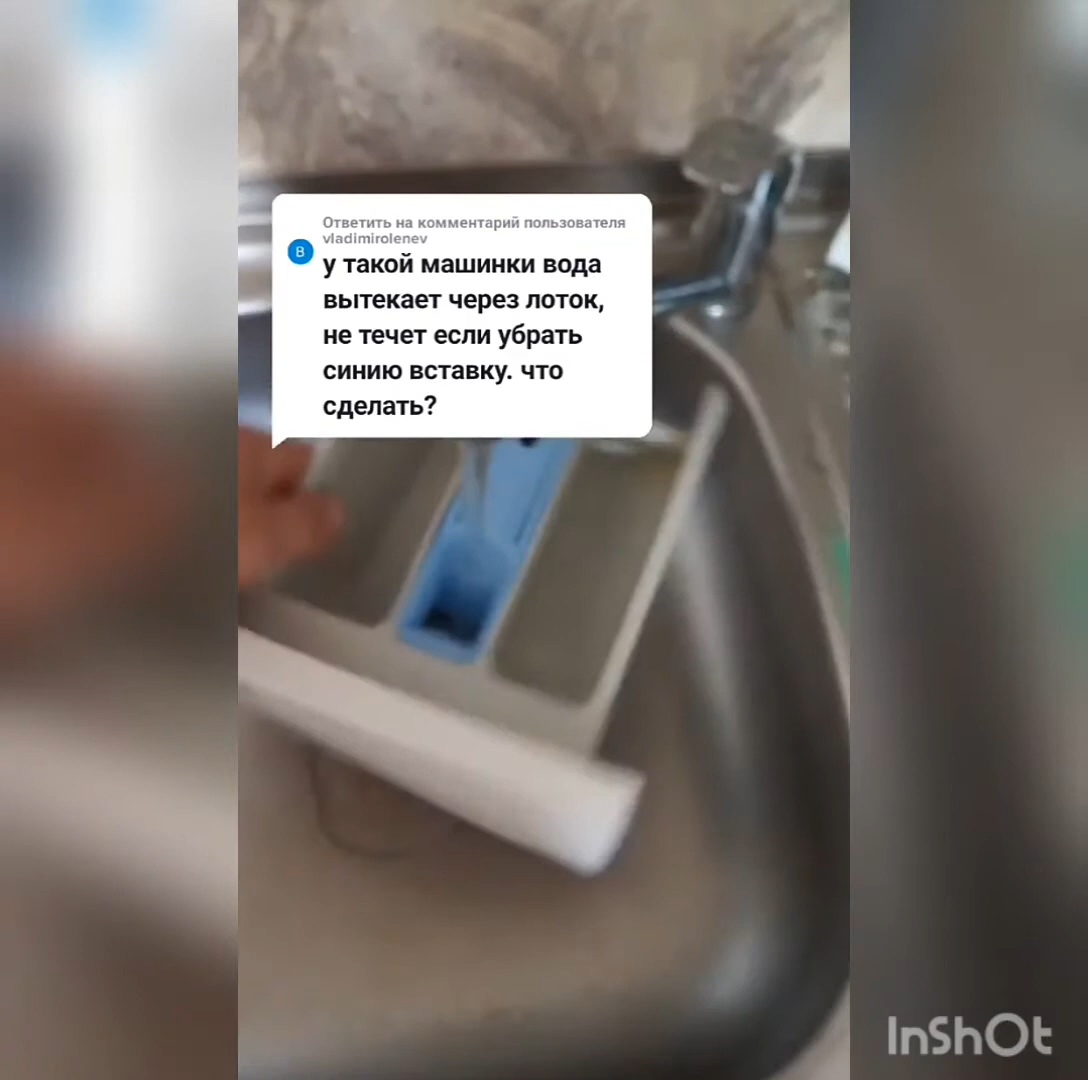 Ответить на комментарий пользователя
vladimirolenev
В
у такой машинки вода
вытекает через лоток,
не течет если убрать
синию вставку. что
сделать?
InShOt